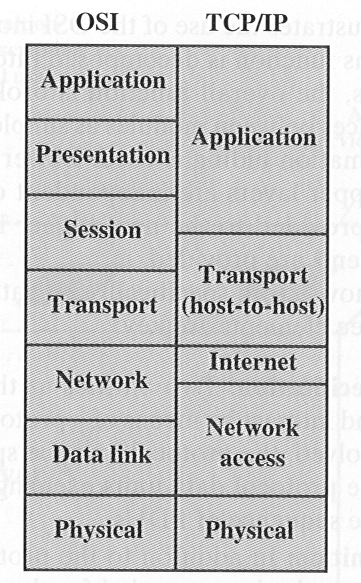 OSI
TCP/IP
Application
Presentation
Session
Transport
Network
Data link
Physical
Application
Transport
(host-to-host)
Internet
Network
access
Physical